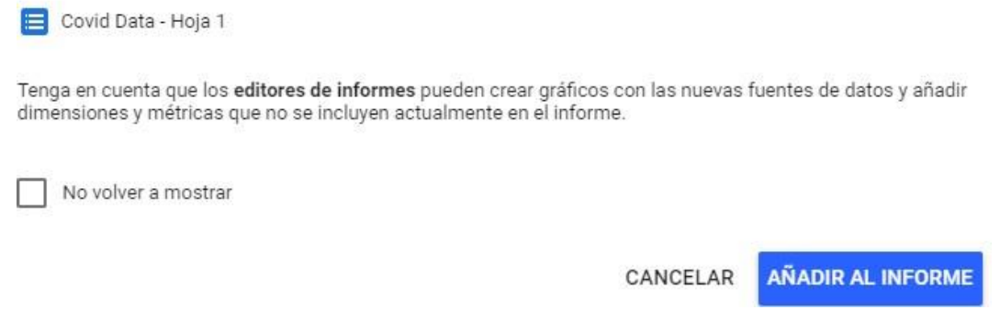 Covid Data - Hoja 1
Tenga en cuenta que los editores de informes pueden crear gráficos con las nuevas fuentes de datos y añadir
dimensiones y métricas que no se incluyen actualmente en el informe.
No volver a mostrar
CANCELAR AÑADIR AL INFORME